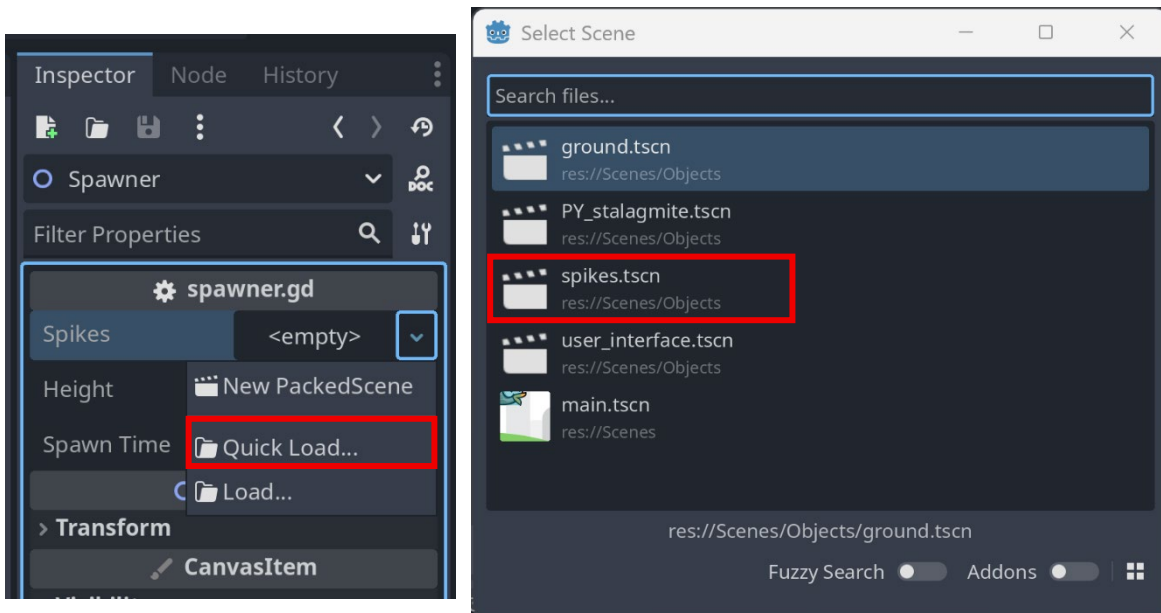 Inspector Node History
Spawner
DOC
Filter Properties
spawner.gd
Spikes <empty>
Height
New PackedScene
Spawn Time
Quick Load...
Load...
Transform
CanvasItem
Select Scene
Search files...
ground.tscn
res://Scenes/Objects
PY_stalagmite.tscn
res://Scenes/Objects
spikes.tscn
res://Scenes/Objects
user_interface.tscn
res://Scenes/Objects
main.tscn
res://Scenes
res://Scenes/Objects/ground.tscn
Fuzzy Search Addons